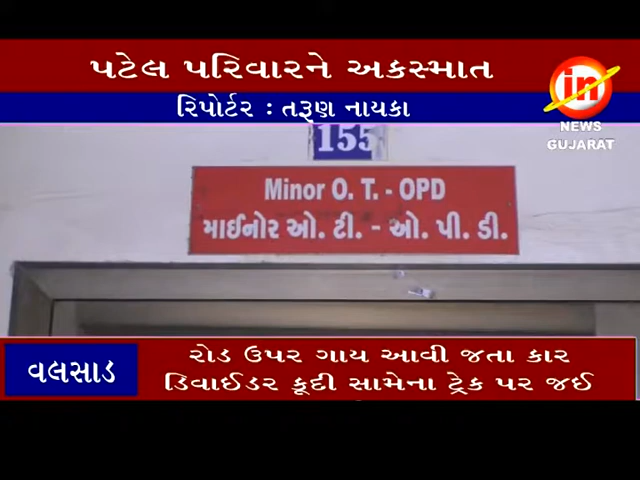 પટેલ પરિવારને અકસ્માત
રિપોર્ટર : તરૂણ નાયકા
in
NEWS
GUJARAT
155
Minor O. T. - OPD
માઈનોર ઓ. ટી. - ઓ. પી. ડી.
વલસાડ
રોડ ઉપર ગાય આવી જતા કાર
ડિવાઈડર કૂદી સામેના ટ્રેક પર જઈ